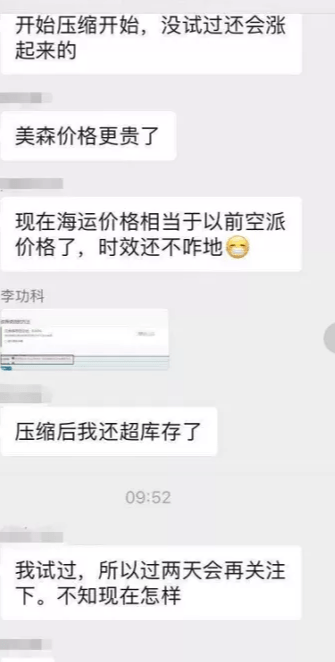 开始压缩开始，没试过还会涨
起来的
美森价格更贵了
现在海运价格相当于以前空派
价格了，时效还不咋地😷
李功科
压缩后我还超库存了
09:52
我试过，所以过两天会再关注
下。不知现在怎样